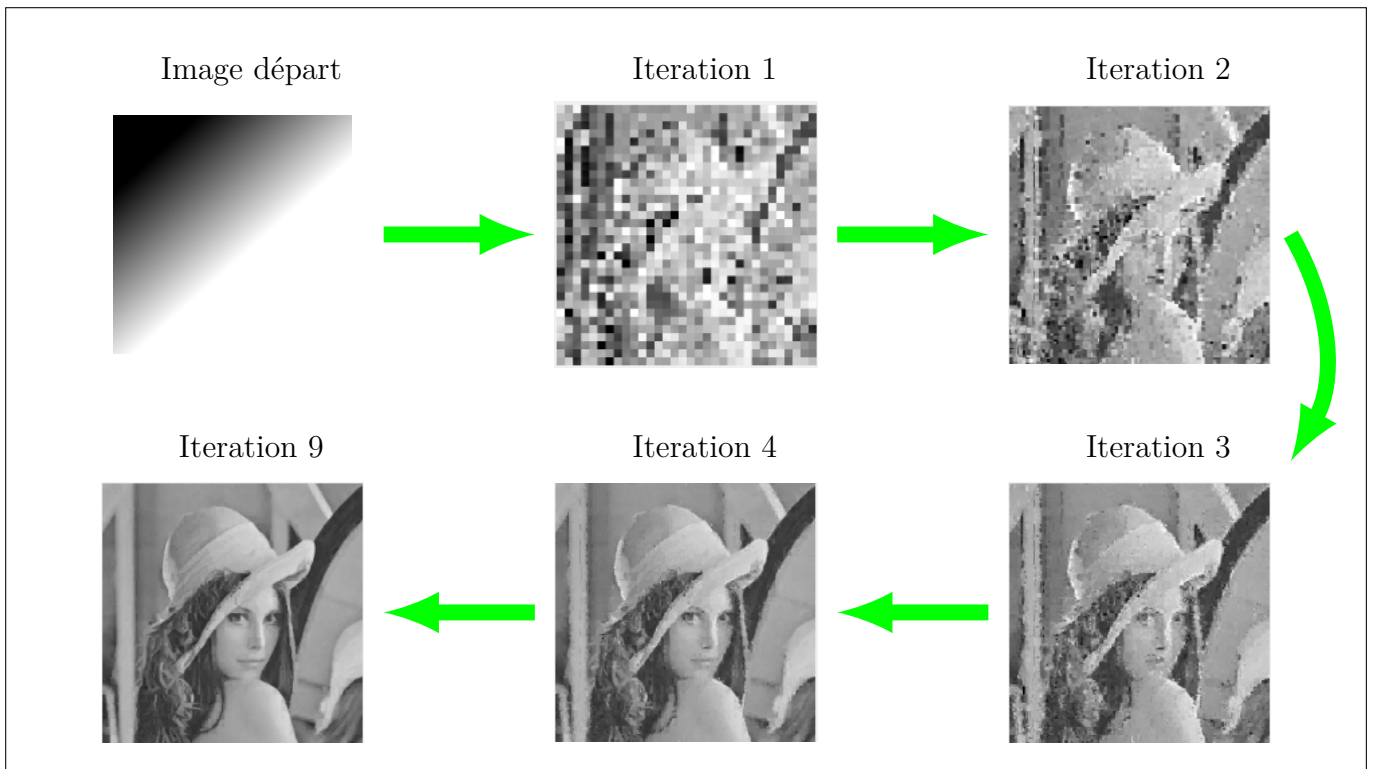 Image départ
Iteration 1
Iteration 2
Iteration 9
Iteration 4
Iteration 3